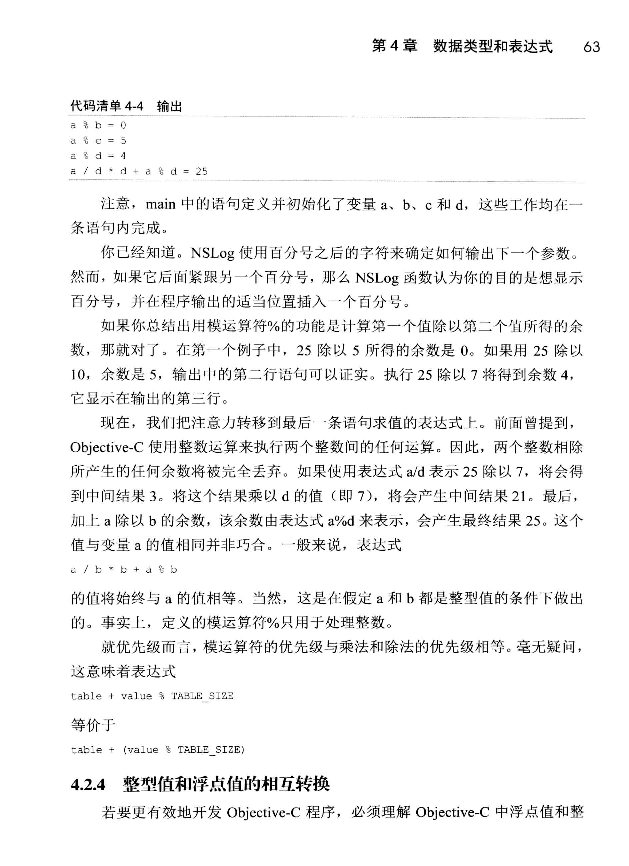 第 4 章 数据类型和表达式 63
代码清单 4-4 输出
a % b = 0
a % c = 5
a % d = 4
a / d * d + a % d = 25
注意，main 中的语句定义并初始化了变量 a、b、c 和 d，这些工作均在一
条语句内完成。
你已经知道。NSLog 使用百分号之后的字符来确定如何输出下一个参数。
然而，如果它后面紧跟另一个百分号，那么 NSLog 函数认为你的目的是想显示
百分号，并在程序输出的适当位置插入一个百分号。
如果你总结出用模运算符%的功能是计算第一个值除以第二个值所得的余
数，那就对了。在第一个例子中，25 除以 5 所得的余数是 0。如果用 25 除以
10，余数是 5，输出中的第二行语句可以证实。执行 25 除以 7 将得到余数 4，
它显示在输出的第三行。
现在，我们把注意力转移到最后一条语句求值的表达式上。前面曾提到，
Objective-C 使用整数运算来执行两个整数间的任何运算。因此，两个整数相除
所产生的任何余数将被完全丢弃。如果使用表达式 a/d 表示 25 除以 7，将会得
到中间结果 3。将这个结果乘以 d 的值（即 7），将会产生中间结果 21。最后，
加上 a 除以 b 的余数，该余数由表达式 a%d 来表示，会产生最终结果 25。这个
值与变量 a 的值相同并非巧合。一般来说，表达式
a / b * b + a % b
的值将始终与 a 的值相等。当然，这是在假定 a 和 b 都是整型值的条件下做出
的。事实上，定义的模运算符%只用于处理整数。
就优先级而言，模运算符的优先级与乘法和除法的优先级相等。毫无疑问，
这意味着表达式
table + value % TABLE_SIZE
等价于
table + (value % TABLE_SIZE)
4.2.4 整型值和浮点值的相互转换
若要更有效地开发 Objective-C 程序，必须理解 Objective-C 中浮点值和整